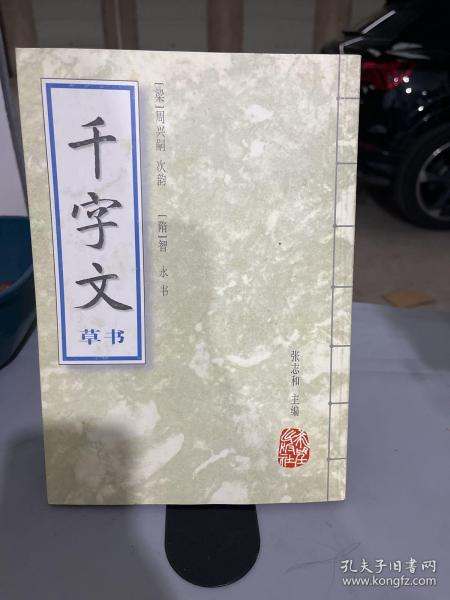 千字文
草书
[梁]周兴嗣 次韵
[隋]智 永 书
张志和 主编
孔夫子旧书网
www.kongfz.com